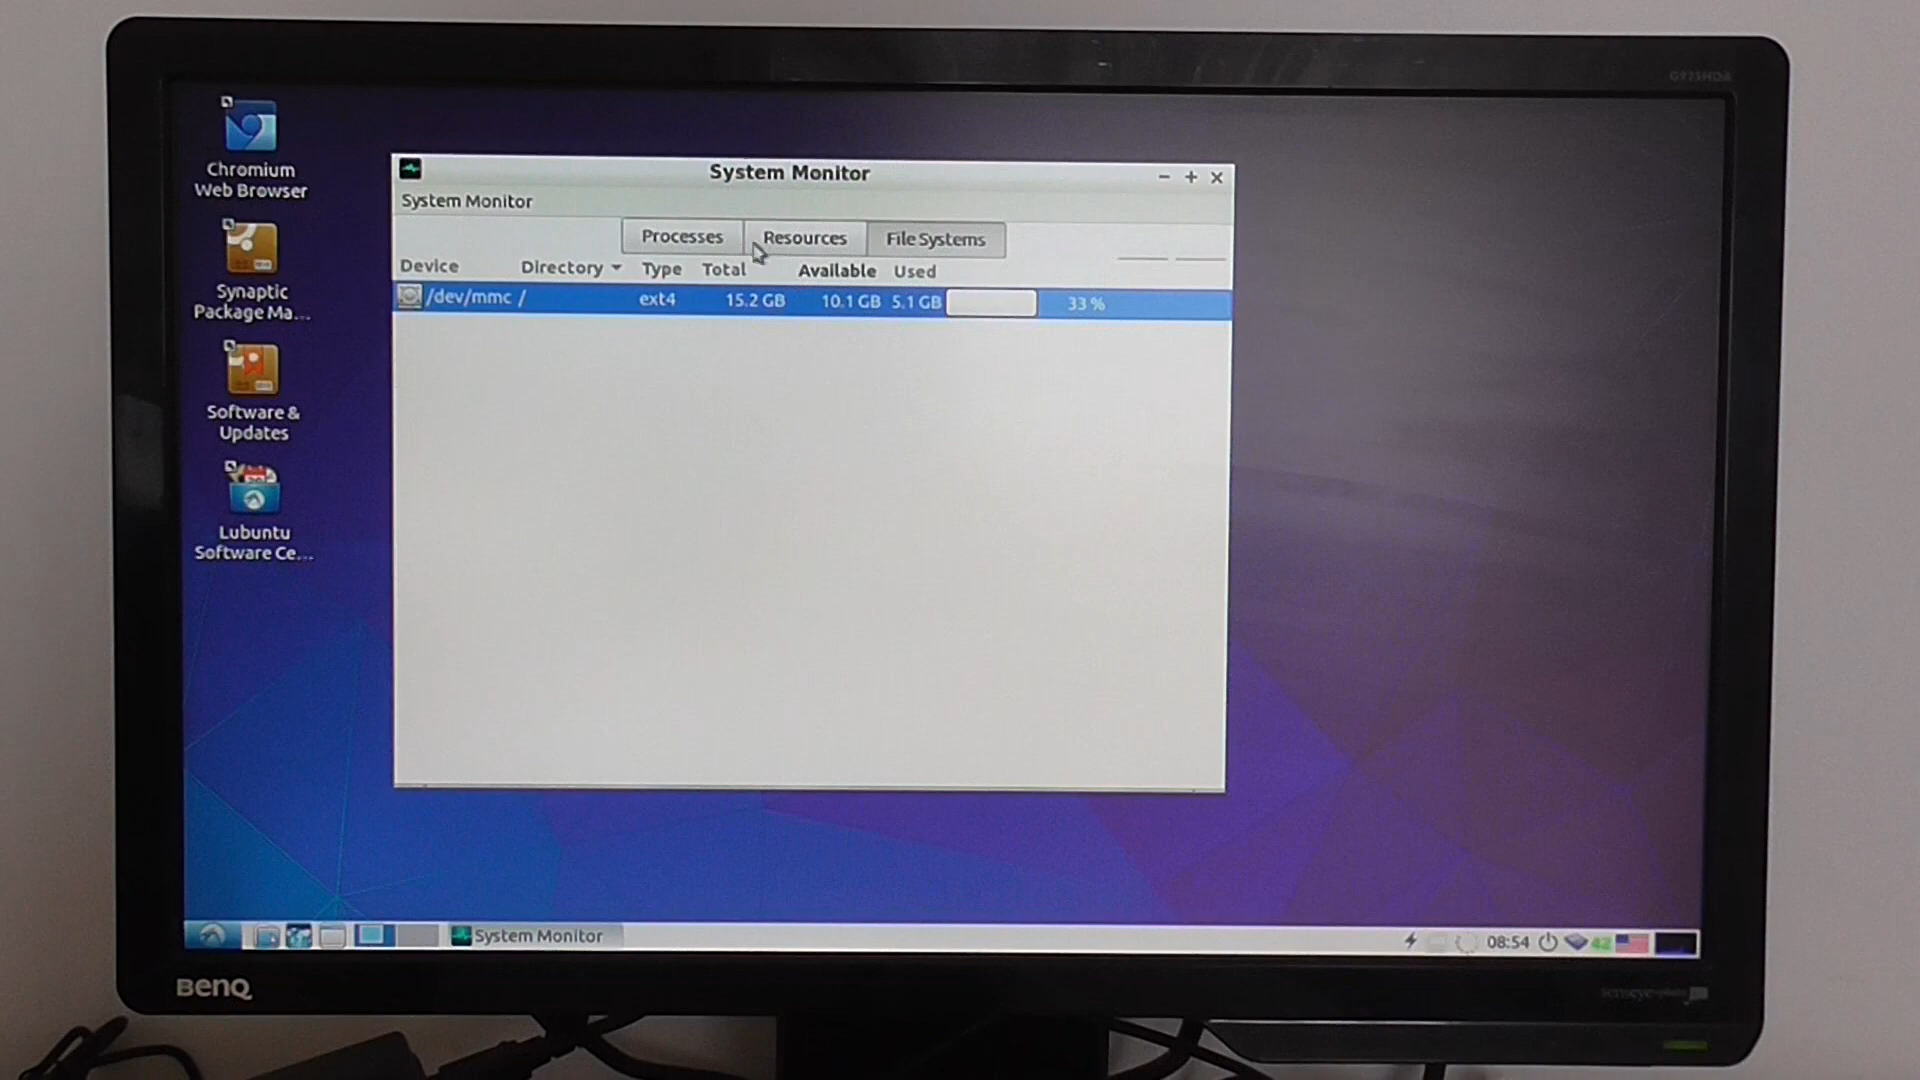 G925HDA
Chromium
Web Browser
Synaptic
Package Ma...
Software &
Updates
Lubuntu
Software Ce...
System Monitor
System Monitor
Processes
Resources
File Systems
Device
Directory
Type
Total
Available
Used
/dev/mmc
/
ext4
15.2 GB
10.1 GB
5.1 GB
33 %
System Monitor
08:54
42
BenQ